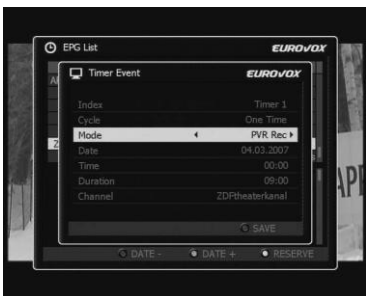 EPG List EUROVOX
Timer Event EUROVOX
Index Timer 1
Cycle One Time
Mode PVR Rec
Date 04.03.2007
Time 00:00
Duration 09:00
Channel ZDFtheaterkanal
SAVE
DATE - DATE + RESERVE